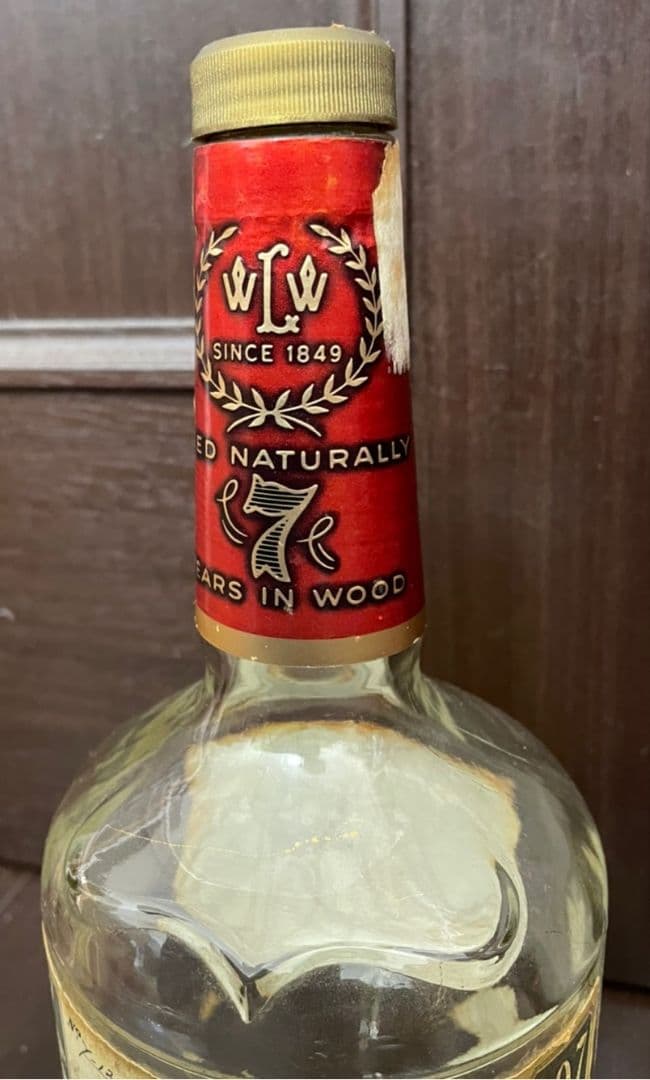 WLW
SINCE 1849
ED NATURALLY
7
EARS IN WOOD